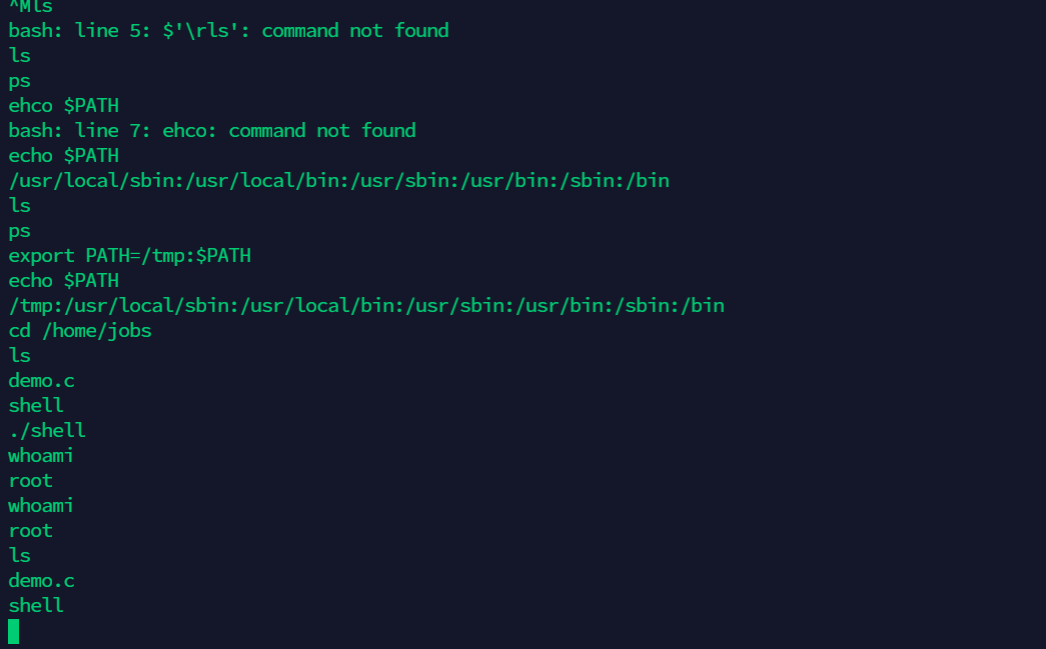 ^Mls
bash: line 5: $'\rls': command not found
ls
ps
ehco $PATH
bash: line 7: ehco: command not found
echo $PATH
/usr/local/sbin:/usr/local/bin:/usr/sbin:/usr/bin:/sbin:/bin
ls
ps
export PATH=/tmp:$PATH
echo $PATH
/tmp:/usr/local/sbin:/usr/local/bin:/usr/sbin:/usr/bin:/sbin:/bin
cd /home/jobs
ls
demo.c
shell
./shell
whoami
root
whoami
root
ls
demo.c
shell